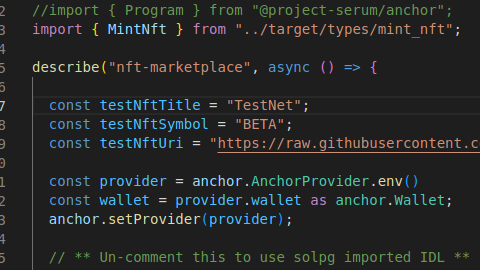 2 //import { Program } from "@project-serum/anchor";
3 import { MintNft } from "../target/types/mint_nft";
4
5 describe("nft-marketplace", async () => {
6
7 const testNftTitle = "TestNet";
8 const testNftSymbol = "BETA";
9 const testNftUri = "https://raw.githubusercontent.c
0
1 const provider = anchor.AnchorProvider.env()
2 const wallet = provider.wallet as anchor.Wallet;
3 anchor.setProvider(provider);
4
5 // ** Un-comment this to use solpg imported IDL **